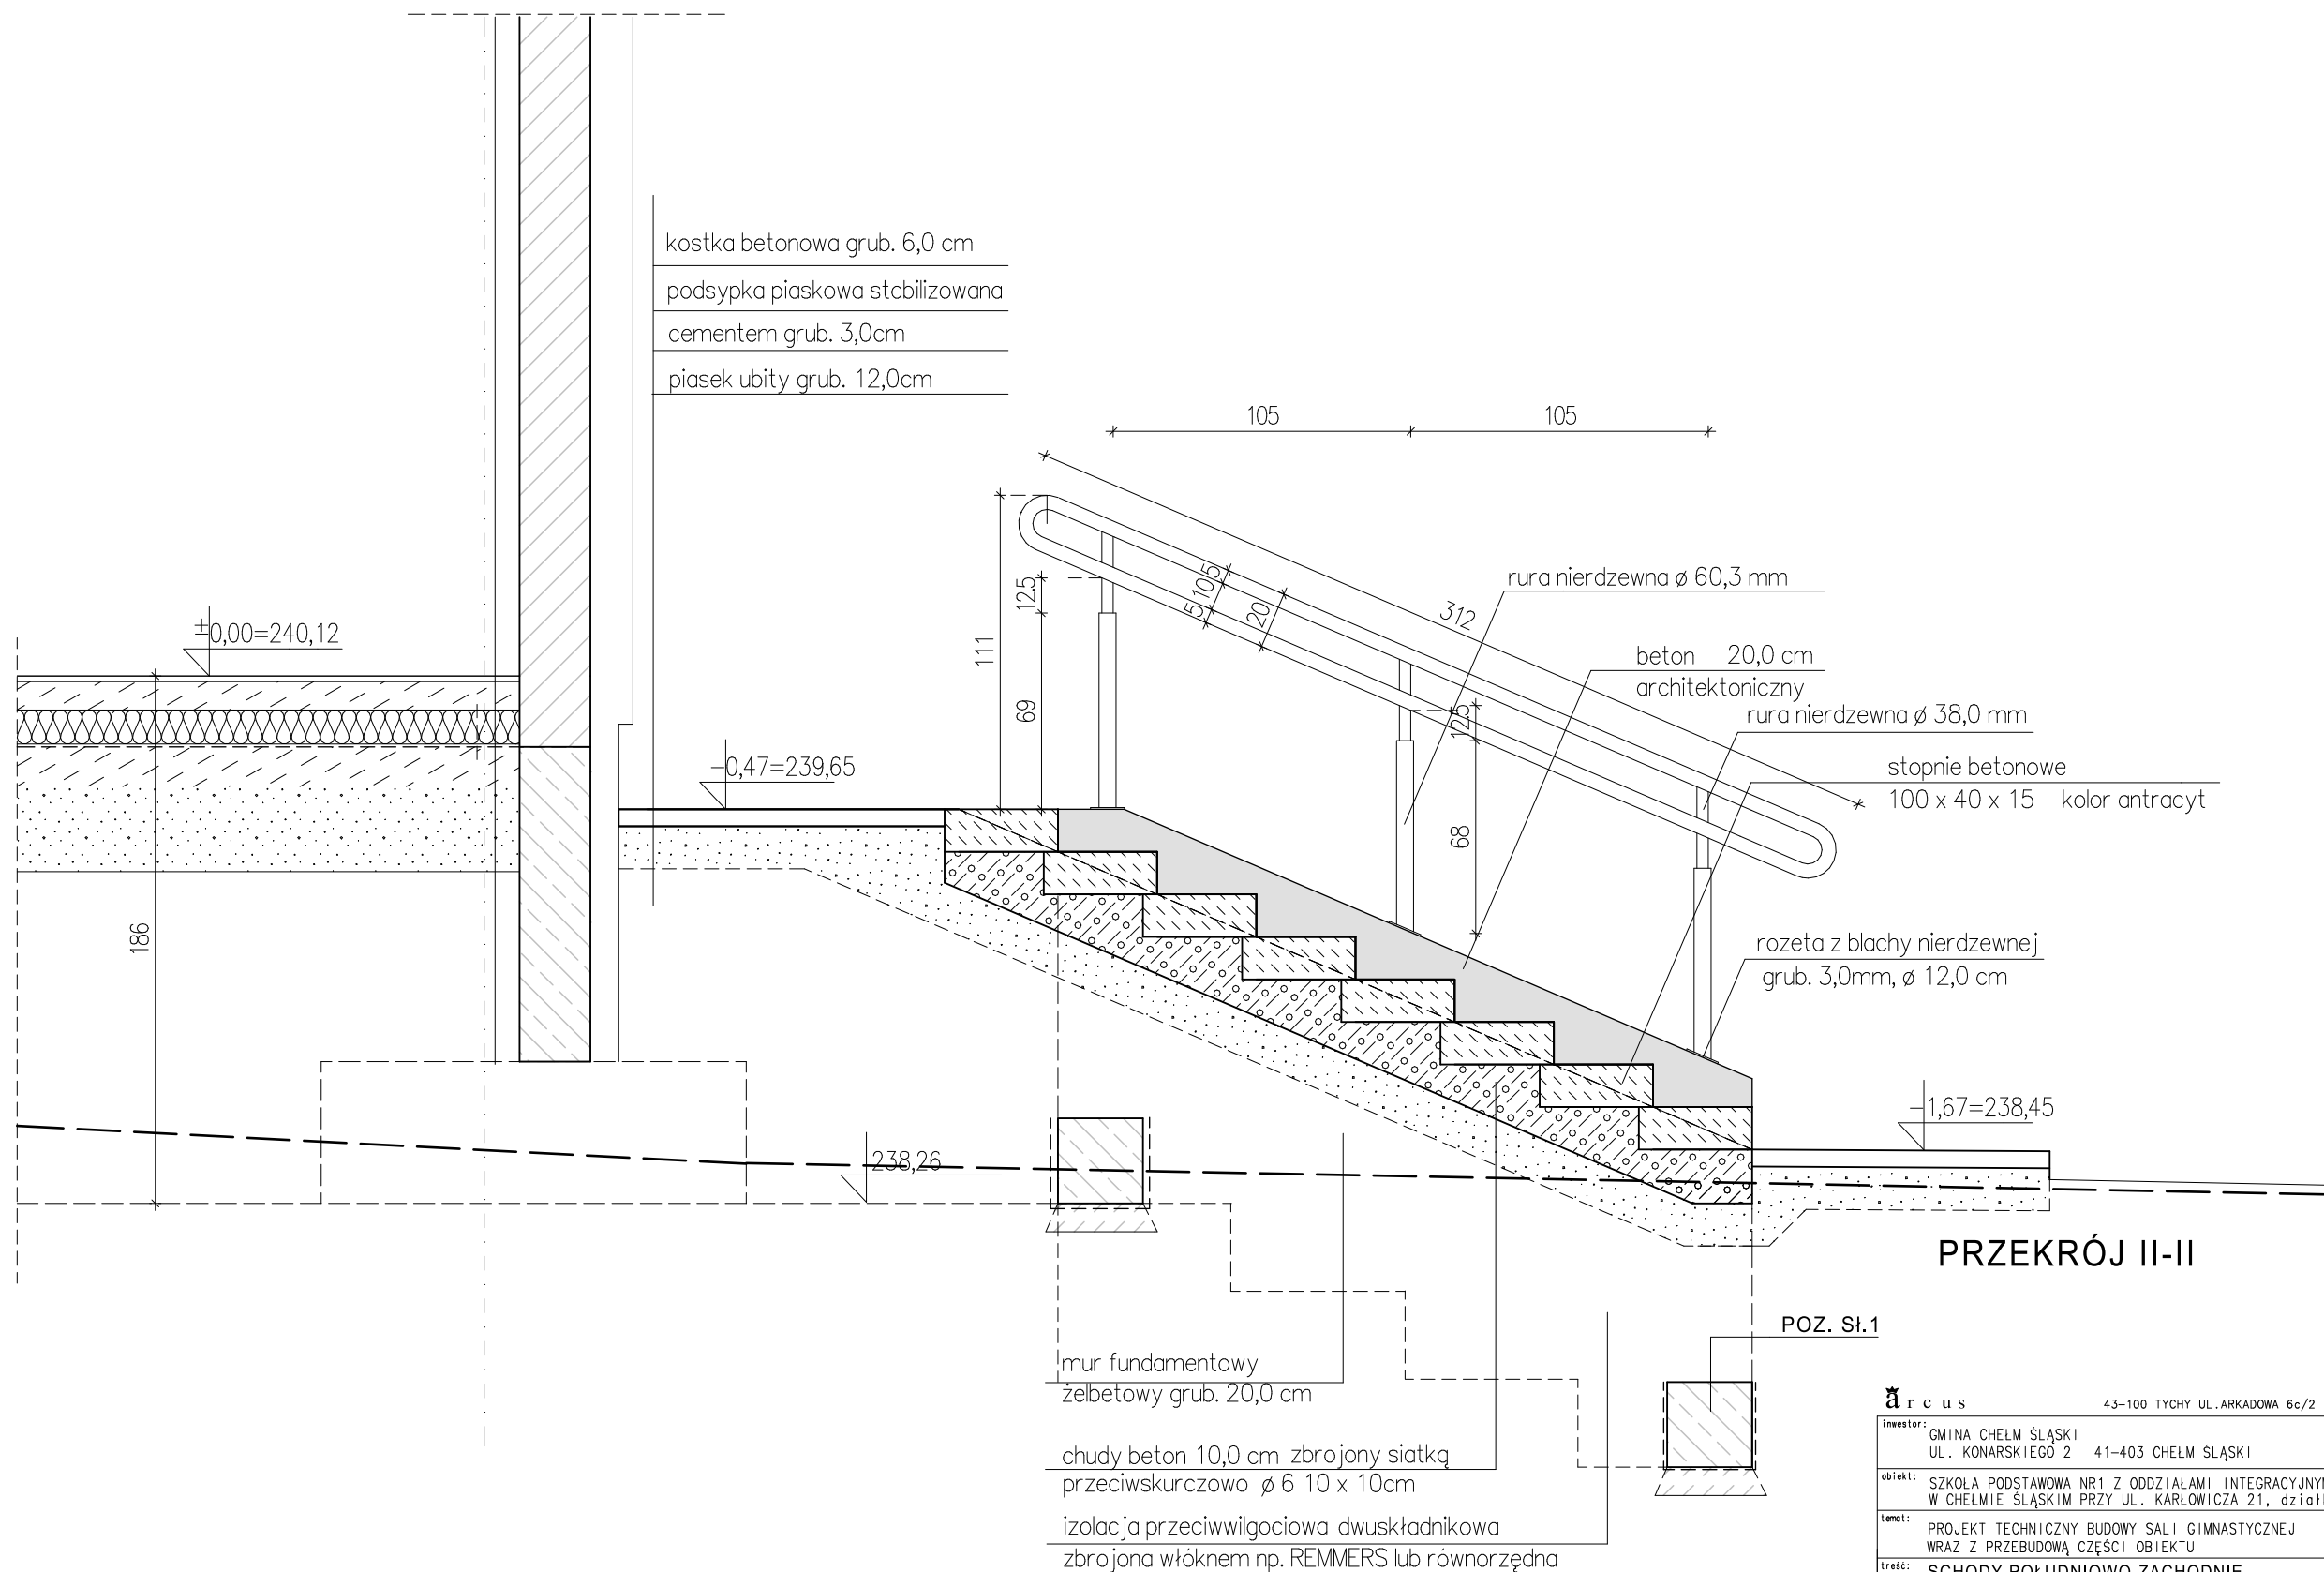 kostka betonowa grub. 6,0 cm
podsypka piaskowa stabilizowana
cementem grub. 3,0cm
piasek ubity grub. 12,0cm
105
105
312
111
12.5
69
5 10 5
20
12.5
68
rura nierdzewna ø 60,3 mm
beton 20,0 cm
architektoniczny
rura nierdzewna ø 38,0 mm
stopnie betonowe
100 x 40 x 15 kolor antracyt
rozeta z blachy nierdzewnej
grub. 3,0mm, ø 12,0 cm
±0,00=240,12
-0,47=239,65
186
-1,67=238,45
238,26
PRZEKRÓJ II-II
POZ. Sł.1
mur fundamentowy
żelbetowy grub. 20,0 cm
chudy beton 10,0 cm zbrojony siatką
przeciwskurczowo ø 6 10 x 10cm
izolacja przeciwwilgociowa dwuskładnikowa
zbrojona włóknem np. REMMERS lub równorzędna
arcus 43-100 TYCHY UL.ARKADOWA 6c/2
inwestor:
GMINA CHEŁM ŚLĄSKI
UL. KONARSKIEGO 2 41-403 CHEŁM ŚLĄSKI
obiekt:
SZKOŁA PODSTAWOWA NR1 Z ODDZIAŁAMI
W CHEŁMIE ŚLĄSKIM PRZY UL. KARŁOWICZA 21,
temat:
PROJEKT TECHNICZNY BUDOWY SALI GIMNASTYCZNEJ
WRAZ Z PRZEBUDOWĄ CZĘŚCI OBIEKTU
treść:
SCHODY POŁUDNIOWO ZACHODNIE